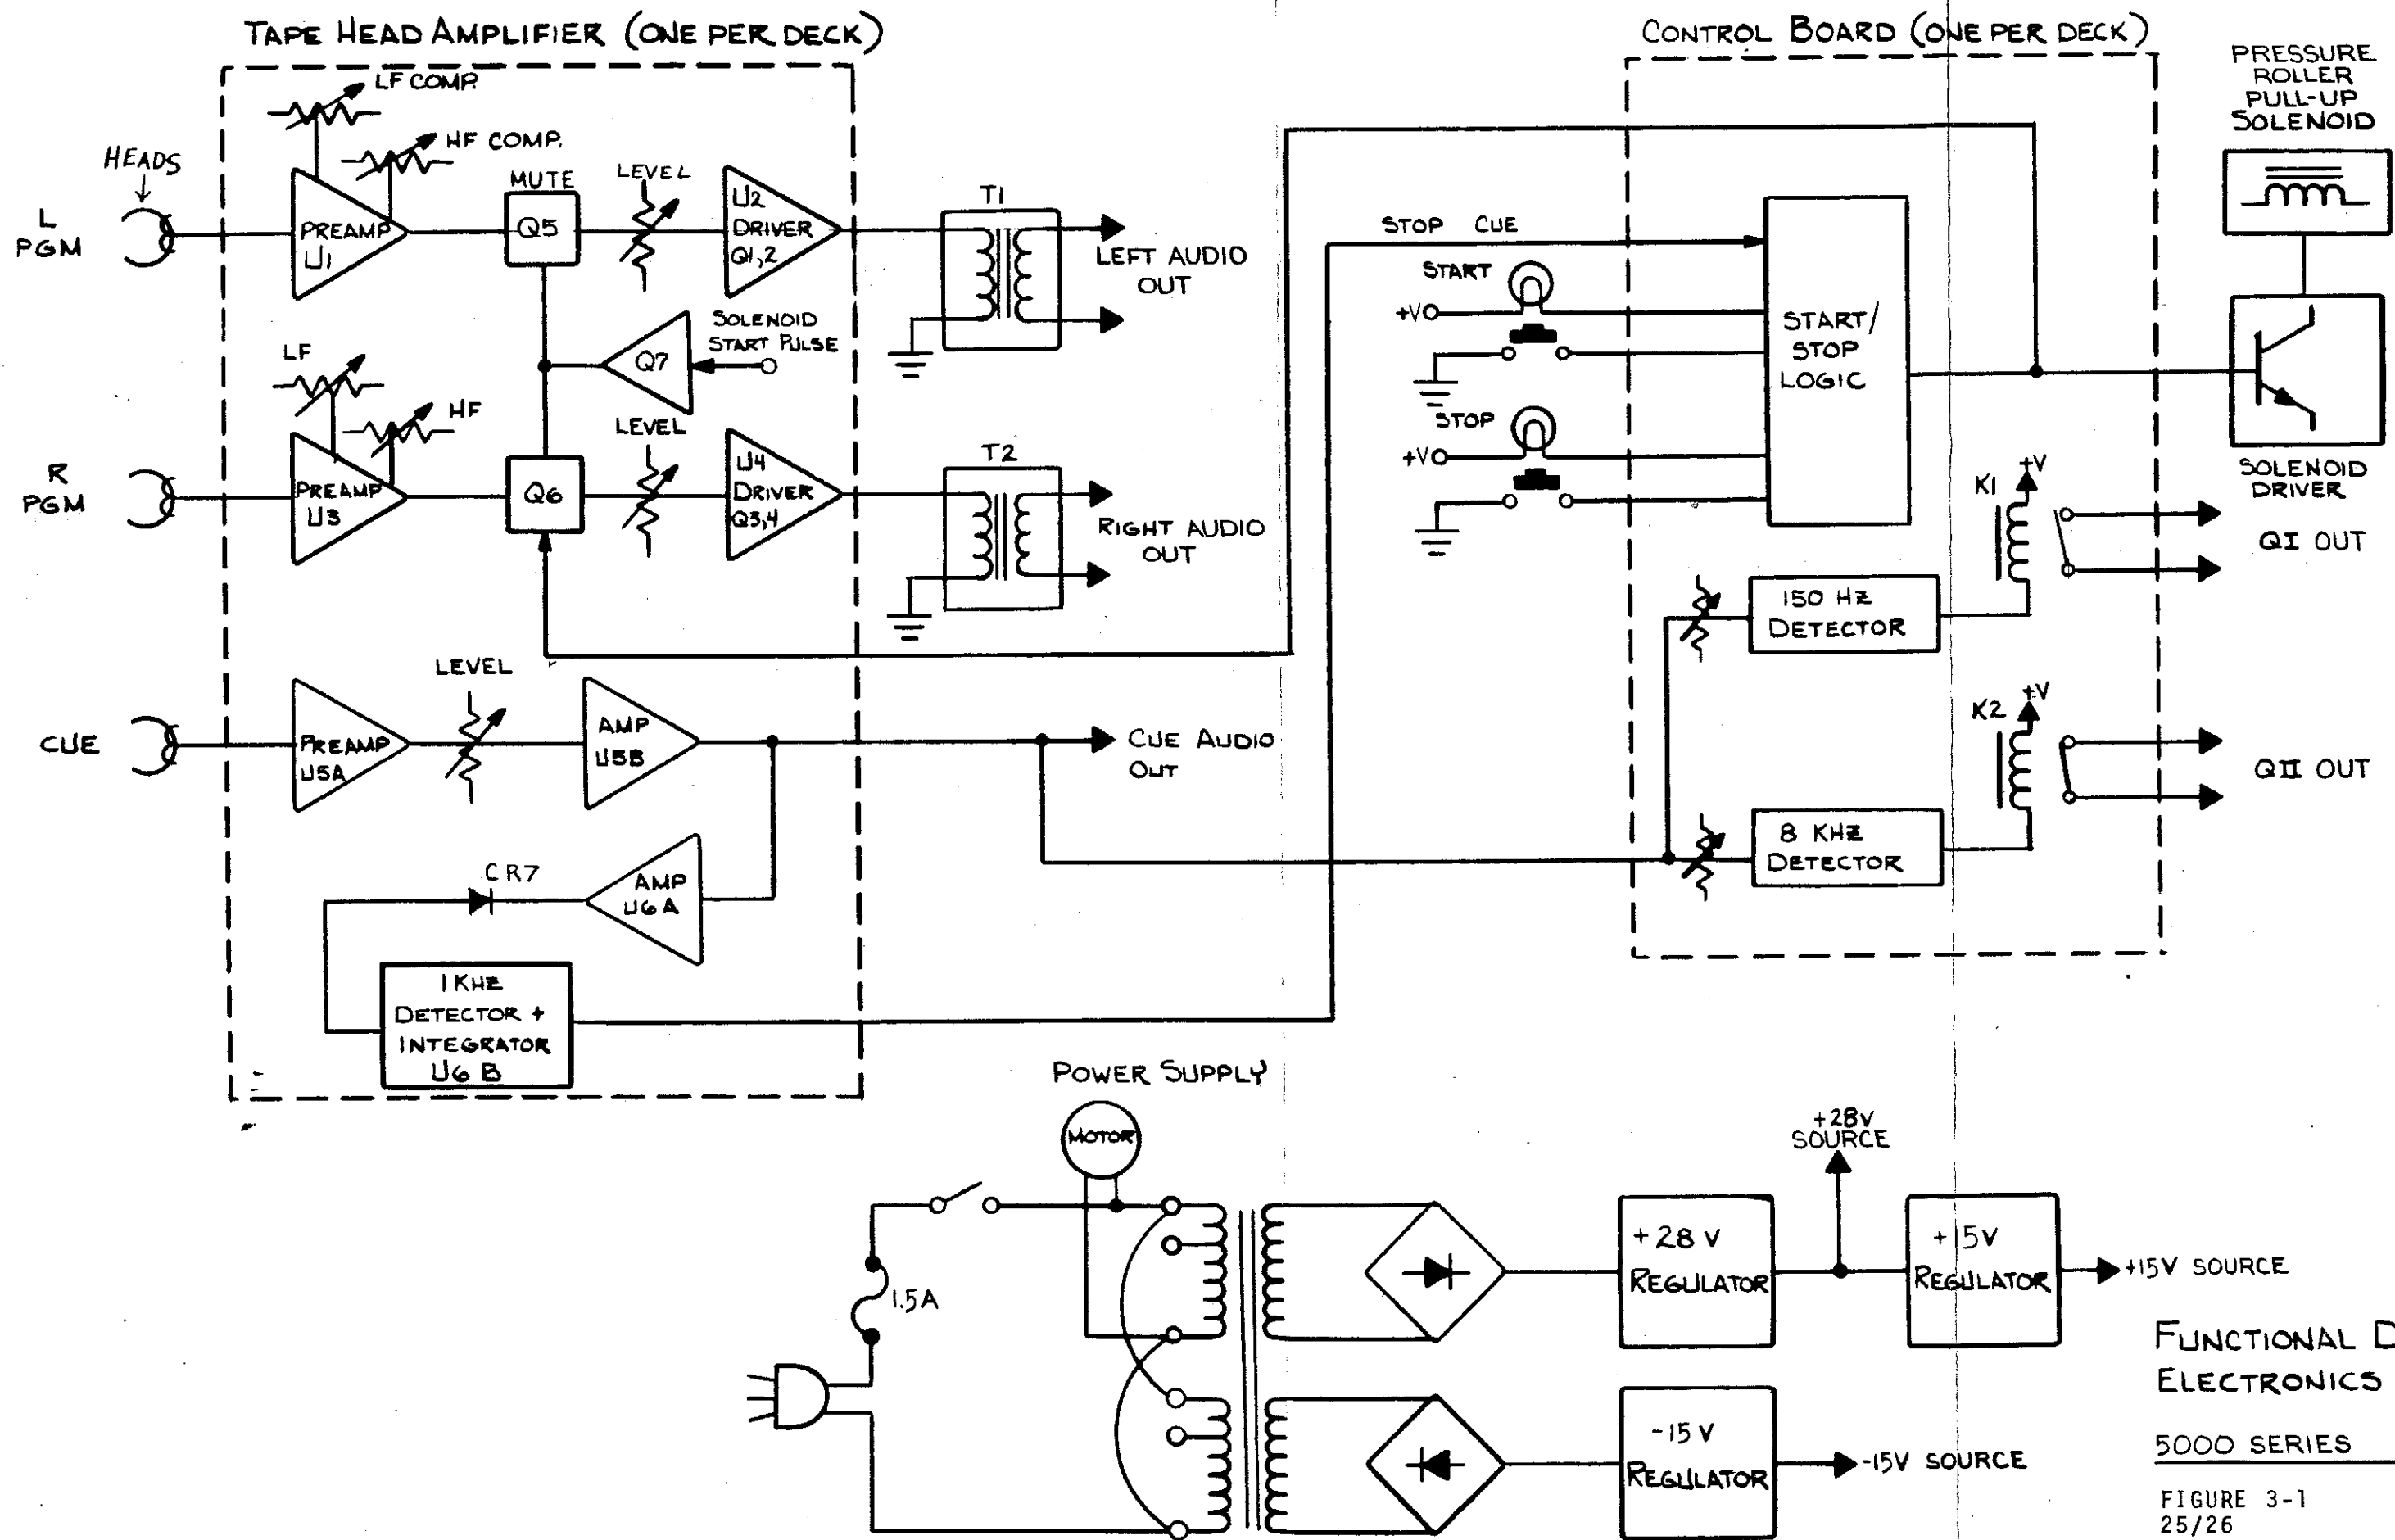 TAPE HEAD AMPLIFIER (ONE PER DECK)
LF COMP.
HF COMP.
HEADS
L
PGM
PREAMP
U1
MUTE
Q5
LEVEL
U2
DRIVER
Q1,2
T1
LEFT AUDIO
OUT
SOLENOID
START PULSE
Q7
LF
HF
R
PGM
PREAMP
U3
Q6
LEVEL
U4
DRIVER
Q3,4
T2
RIGHT AUDIO
OUT
CUE
PREAMP
U5A
LEVEL
AMP
U5B
CUE AUDIO
OUT
CR7
AMP
U6A
1 KHZ
DETECTOR +
INTEGRATOR
U6B
CONTROL BOARD (ONE PER DECK)
PRESSURE
ROLLER
PULL-UP
SOLENOID
STOP CUE
START
+V
STOP
+V
START/
STOP
LOGIC
SOLENOID
DRIVER
K1
+V
QI OUT
150 HZ
DETECTOR
K2
+V
QII OUT
8 KHZ
DETECTOR
POWER SUPPLY
MOTOR
1.5A
+28V
SOURCE
+28V
REGULATOR
+15V
REGULATOR
+15V SOURCE
-15V
REGULATOR
-15V SOURCE
FUNCTIONAL D
ELECTRONICS
5000 SERIES
FIGURE 3-1
25/26